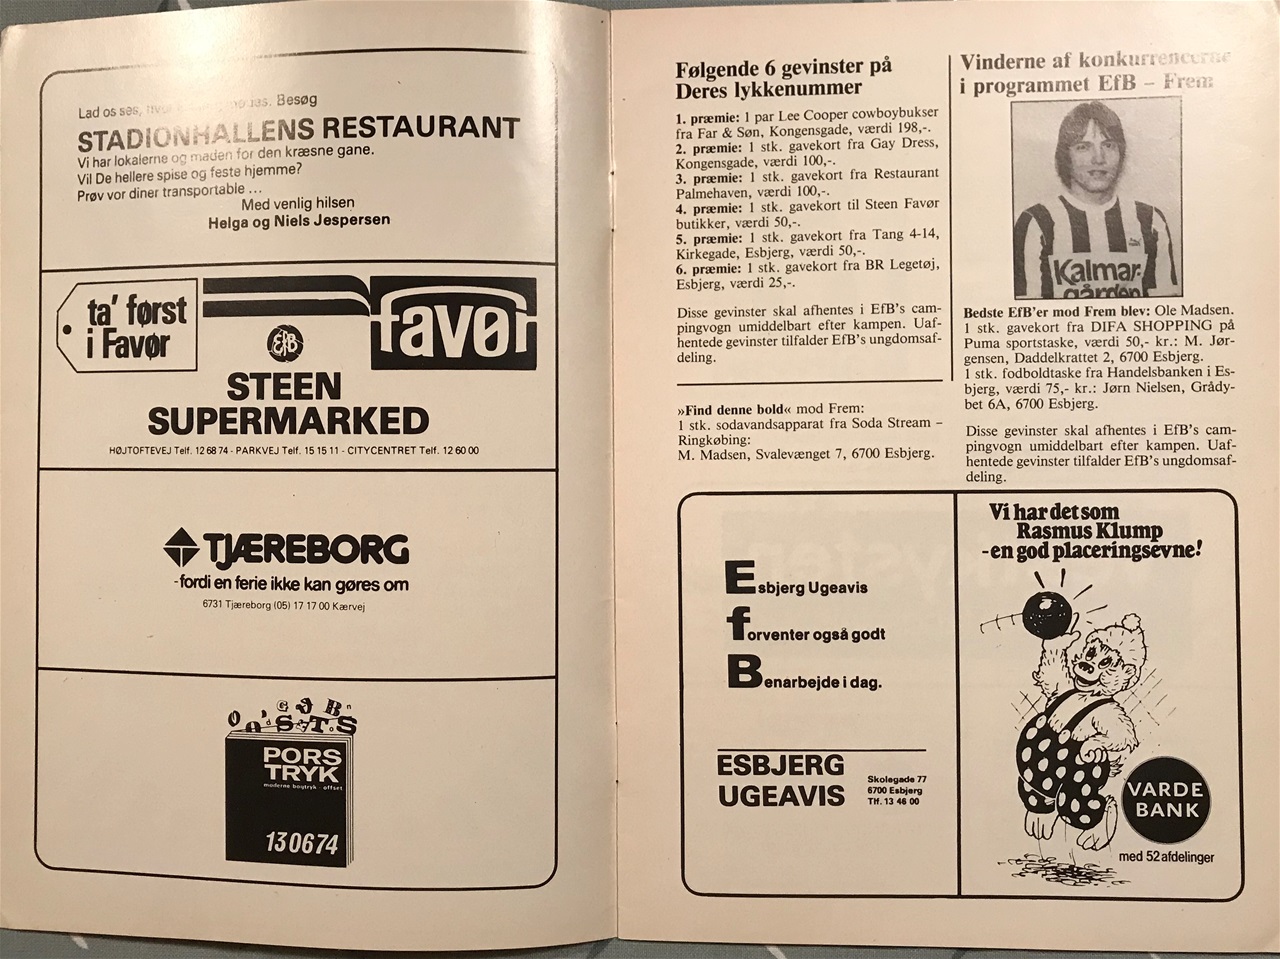 Lad os ses, Besøg
STADIONHALLENS RESTAURANT
Vi har lokalerne og maden for den kræsne gane.
Vil De hellere spise og feste hjemme?
Prøv vor diner transportable ...
Med venlig hilsen
Helga og Niels Jespersen
ta' først
i Favør
EfB
favør
STEEN
SUPERMARKED
HØJTOFTEVEJ Telf. 12 68 74 - PARKVEJ Telf. 15 15 11 - CITYCENTRET Telf. 12 60 00
TJÆREBORG
-fordi en ferie ikke kan gøres om
6731 Tjæreborg (05) 17 17 00 Kærvej
PORS
TRYK
moderne bogtryk - offset
130674
Følgende 6 gevinster på
Deres lykkenummer
1. præmie: 1 par Lee Cooper cowboybukser
fra Far & Søn, Kongensgade, værdi 198,-.
2. præmie: 1 stk. gavekort fra Gay Dress,
Kongensgade, værdi 100,-.
3. præmie: 1 stk. gavekort fra Restaurant
Palmehaven, værdi 100,-.
4. præmie: 1 stk. gavekort til Steen Favør
butikker, værdi 50,-.
5. præmie: 1 stk. gavekort fra Tang 4-14,
Kirkegade, Esbjerg, værdi 50,-.
6. præmie: 1 stk. gavekort fra BR Legetøj,
Esbjerg, værdi 25,-.
Disse gevinster skal afhentes i EfB's cam-
pingvogn umiddelbart efter kampen. Uaf-
hentede gevinster tilfalder EfB's ungdomsaf-
deling.
»Find denne bold« mod Frem:
1 stk. sodavandsapparat fra Soda Stream –
Ringkøbing:
M. Madsen, Svalevænget 7, 6700 Esbjerg.
Vinderne af konkurrencerne
i programmet EfB – Frem
Kalmar-
gården
Bedste EfB'er mod Frem blev: Ole Madsen.
1 stk. gavekort fra DIFA SHOPPING på
Puma sportstaske, værdi 50,- kr.: M. Jør-
gensen, Daddelkrattet 2, 6700 Esbjerg.
1 stk. fodboldtaske fra Handelsbanken i Es-
bjerg, værdi 75,- kr.: Jørn Nielsen, Grådy-
bet 6A, 6700 Esbjerg.
Disse gevinster skal afhentes i EfB's cam-
pingvogn umiddelbart efter kampen. Uaf-
hentede gevinster tilfalder EfB's ungdomsaf-
deling.
Esbjerg Ugeavis
forventer også godt
Benarbejde i dag.
ESBJERG
UGEAVIS
Skolegade 77
6700 Esbjerg
Tlf. 13 46 00
Vi har det som
Rasmus Klump
-en god placeringsevne!
VARDE
BANK
med 52 afdelinger